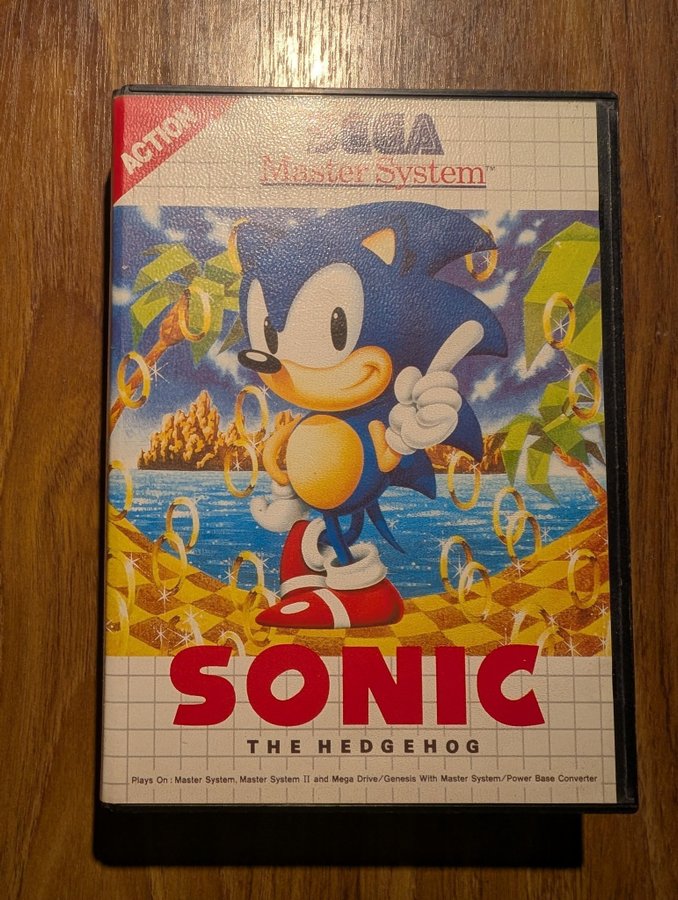 ACTION
SEGA
Master System™
SONIC
THE HEDGEHOG
Plays On : Master System, Master System II and Mega Drive/Genesis With Master System/Power Base Converter